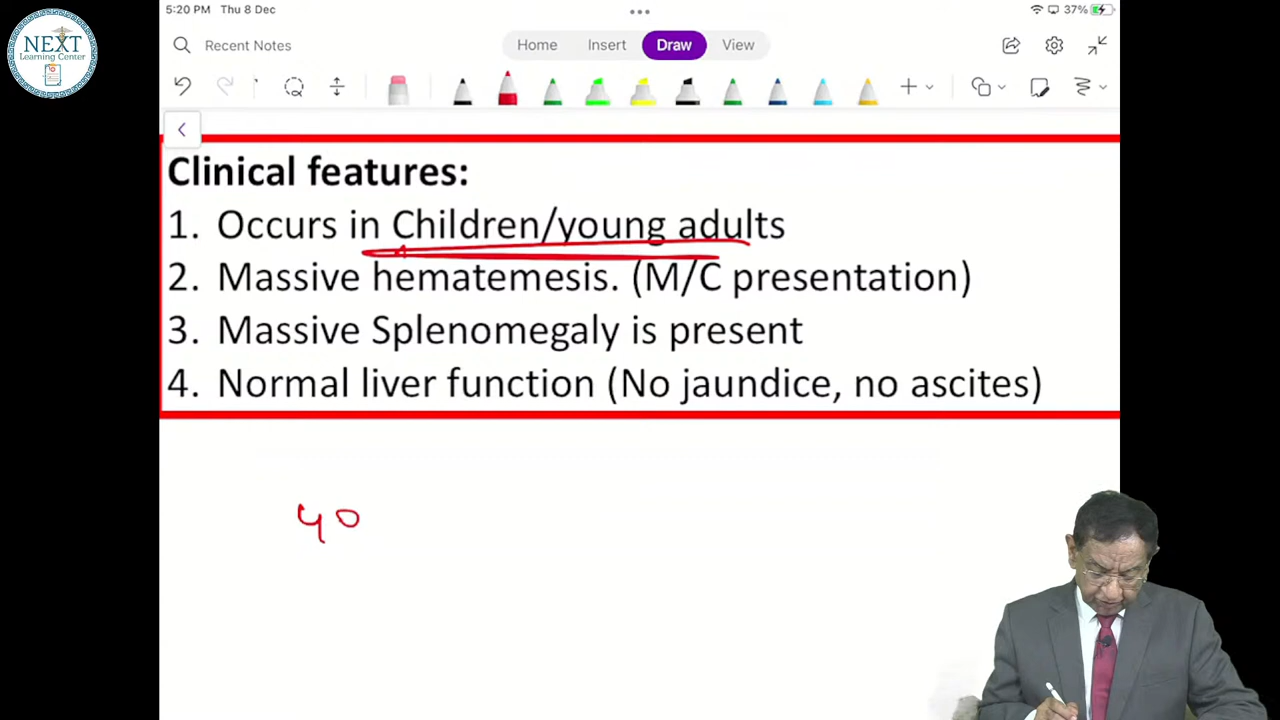 5:20 PM Thu 8 Dec
37%
NEXT
Learning Center
Recent Notes
Home Insert Draw View
Clinical features:
1. Occurs in Children/young adults
2. Massive hematemesis. (M/C presentation)
3. Massive Splenomegaly is present
4. Normal liver function (No jaundice, no ascites)
40